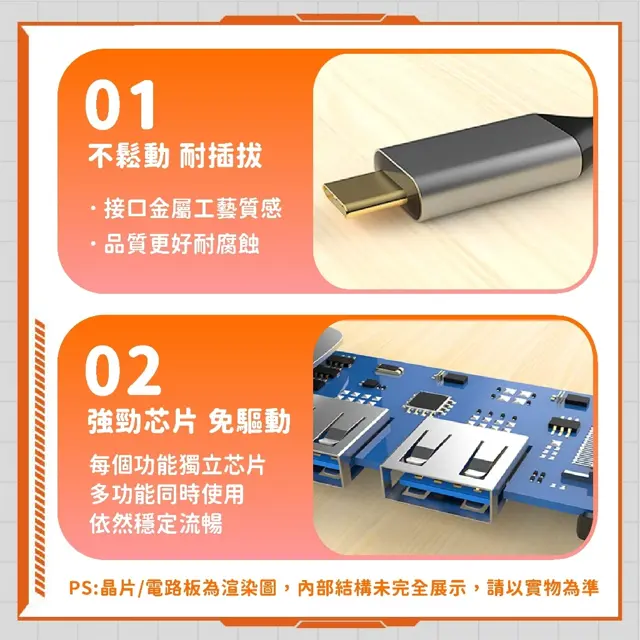 01
不鬆動 耐插拔
·接口金屬工藝質感
·品質更好耐腐蝕
02
強勁芯片 免驅動
每個功能獨立芯片
多功能同時使用
依然穩定流暢
PS:晶片/電路板為渲染圖，內部結構未完全展示，請以實物為準